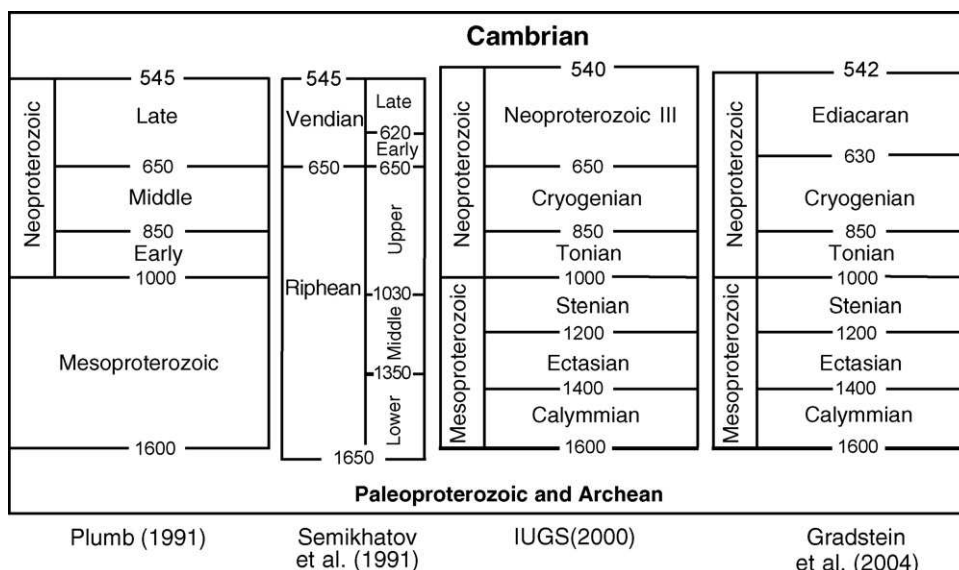 Cambrian
545
Neoproterozoic
Late
650
Middle
850
Early
1000
Mesoproterozoic
1600
545
Vendian
Late
620
Early
650
650
Riphean
Upper
1030
Middle
1350
Lower
1650
540
Neoproterozoic
Neoproterozoic III
650
Cryogenian
850
Tonian
1000
Mesoproterozoic
Stenian
1200
Ectasian
1400
Calymmian
1600
542
Neoproterozoic
Ediacaran
630
Cryogenian
850
Tonian
1000
Mesoproterozoic
Stenian
1200
Ectasian
1400
Calymmian
1600
Paleoproterozoic and Archean
Plumb (1991)
Semikhatov
et al. (1991)
IUGS(2000)
Gradstein
et al. (2004)